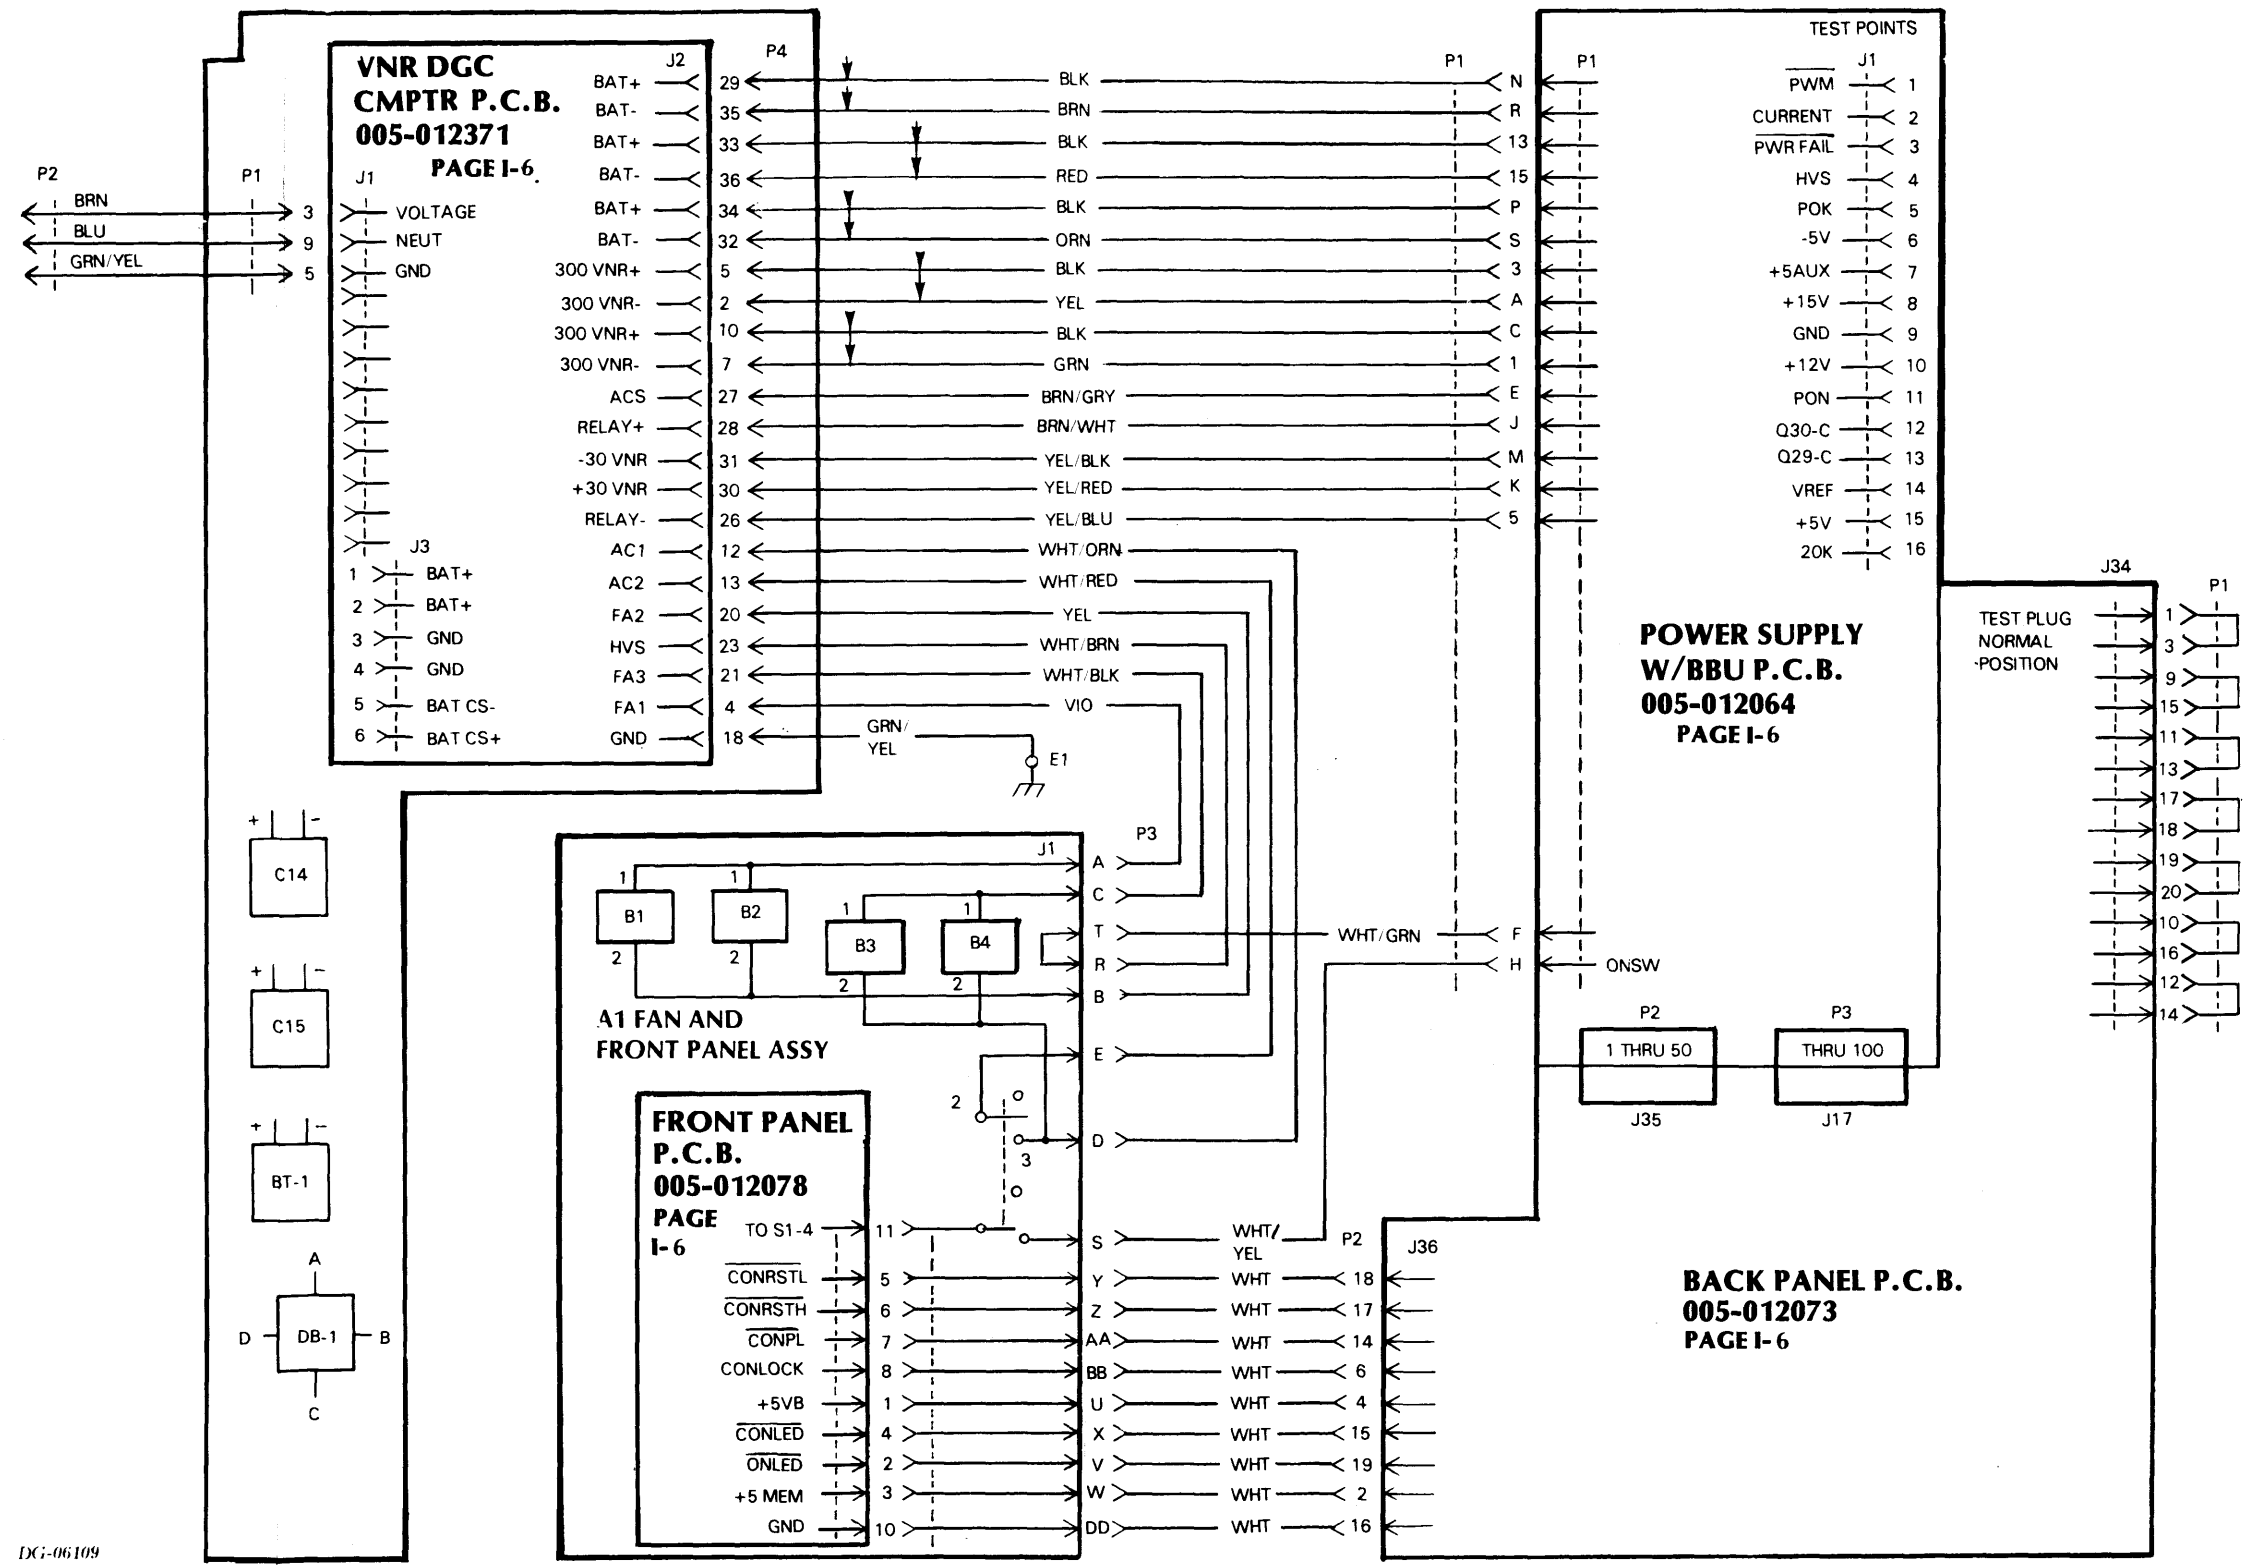 VNR DGC
CMPTR P.C.B.
005-012371
PAGE I-6.
P2
P1
J1
BRN
3
VOLTAGE
BLU
9
NEUT
GRN/YEL
5
GND
J3
1
BAT+
2
BAT+
3
GND
4
GND
5
BAT CS-
6
BAT CS+
J2
P4
P1
P1
BAT+ 29 BLK N
BAT- 35 BRN R
BAT+ 33 BLK 13
BAT- 36 RED 15
BAT+ 34 BLK P
BAT- 32 ORN S
300 VNR+ 5 BLK 3
300 VNR- 2 YEL A
300 VNR+ 10 BLK C
300 VNR- 7 GRN 1
ACS 27 BRN/GRY E
RELAY+ 28 BRN/WHT J
-30 VNR 31 YEL/BLK M
+30 VNR 30 YEL/RED K
RELAY- 26 YEL/BLU 5
AC1 12 WHT/ORN
AC2 13 WHT/RED
FA2 20 YEL
HVS 23 WHT/BRN
FA3 21 WHT/BLK
FA1 4 VIO
GND 18 GRN/
YEL
E1
TEST POINTS
J1
PWM 1
CURRENT 2
PWR FAIL 3
HVS 4
POK 5
-5V 6
+5AUX 7
+15V 8
GND 9
+12V 10
PON 11
Q30-C 12
Q29-C 13
VREF 14
+5V 15
20K 16
POWER SUPPLY
W/BBU P.C.B.
005-012064
PAGE I-6
J34
P1
TEST PLUG
NORMAL
POSITION
1
3
9
15
11
13
17
18
19
20
10
16
12
14
+ -
C14
+ -
C15
+ -
BT-1
A
D DB-1 B
C
J1
P3
A
1
1
B1
B2
2
2
C
1
1
B3
B4
2
2
T
R
B
WHT/GRN F
H ONSW
A1 FAN AND
FRONT PANEL ASSY
E
2
D
3
P2
1 THRU 50
J35
P3
THRU 100
J17
FRONT PANEL
P.C.B.
005-012078
PAGE
I-6
TO S1-4 11 S WHT/
YEL
P2
J36
CONRSTL 5 Y WHT 18
CONRSTH 6 Z WHT 17
CONPL 7 AA WHT 14
CONLOCK 8 BB WHT 6
+5VB 1 U WHT 4
CONLED 4 X WHT 15
ONLED 2 V WHT 19
+5 MEM 3 W WHT 2
GND 10 DD WHT 16
BACK PANEL P.C.B.
005-012073
PAGE I-6
DG-06109